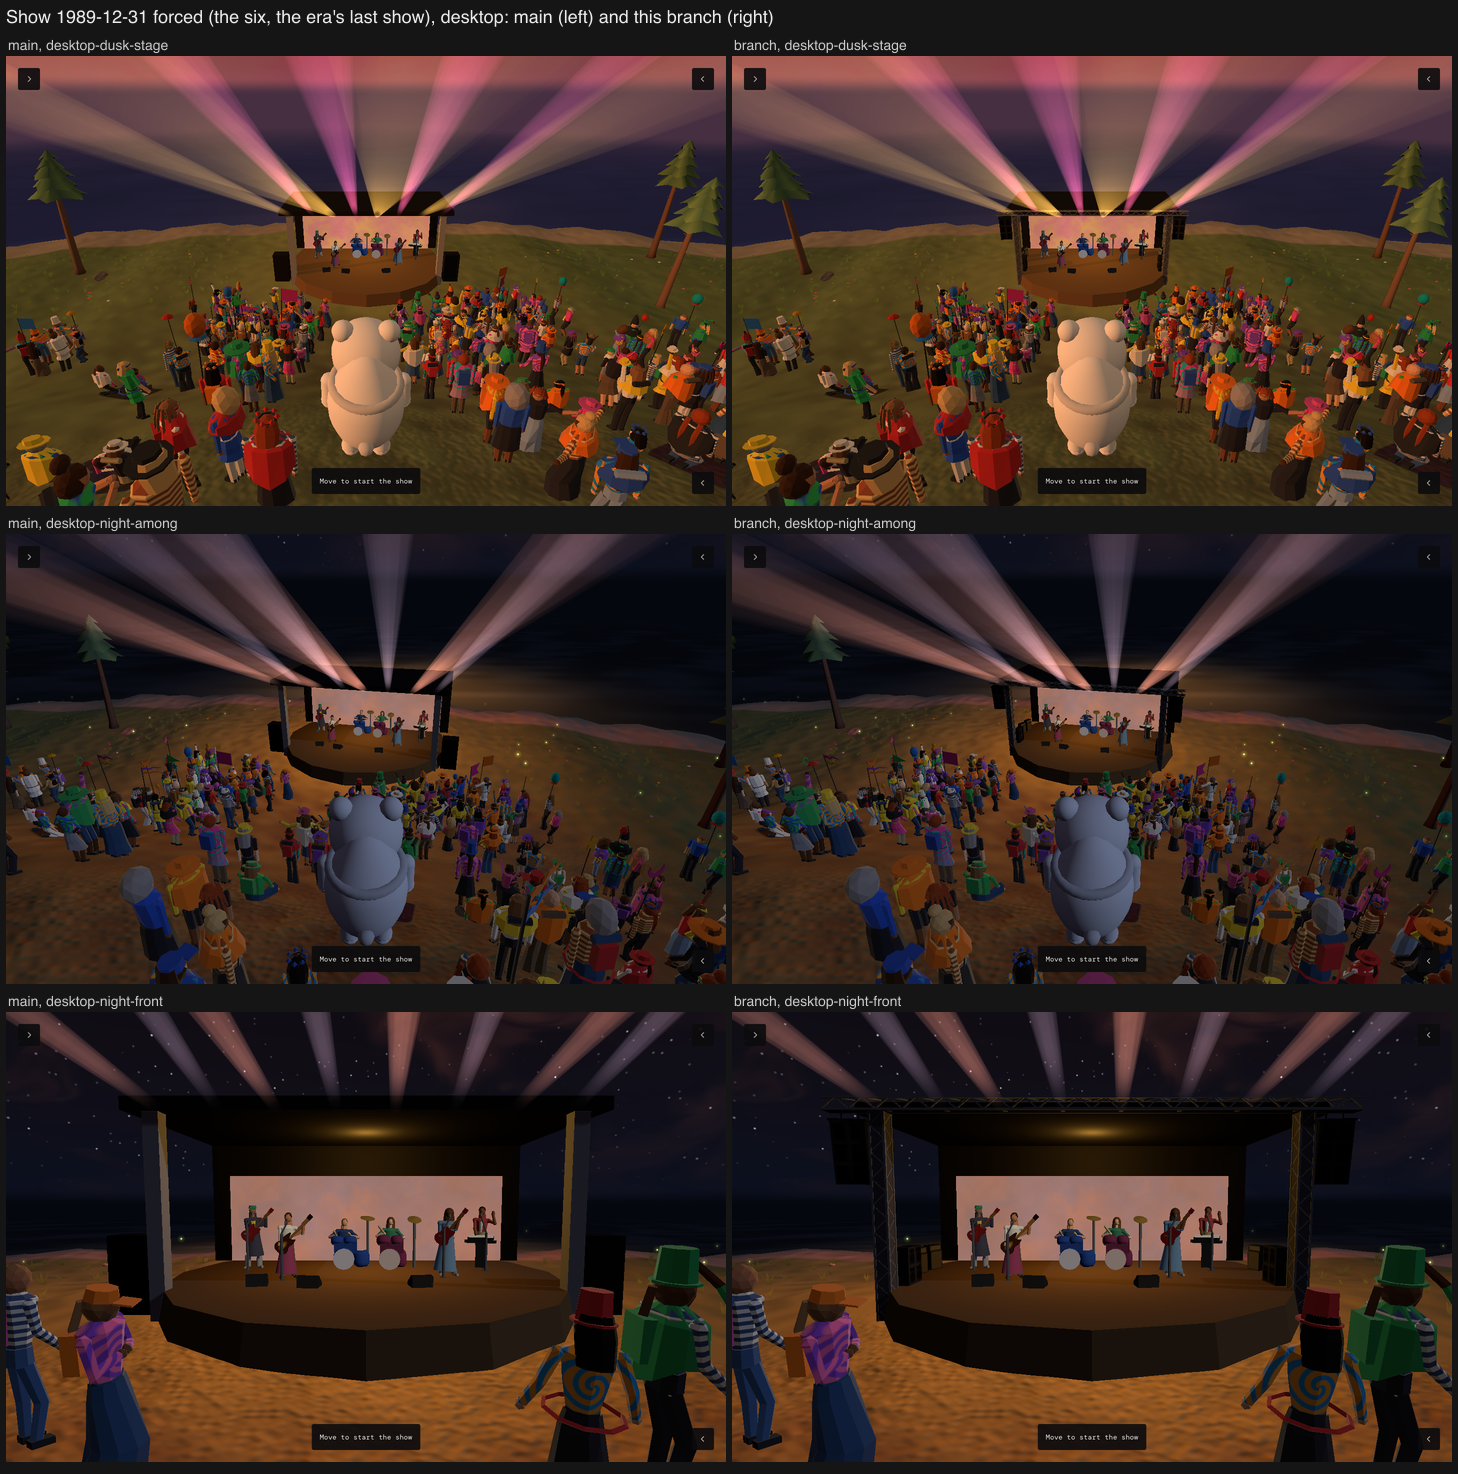 Show 1989-12-31 forced (the six, the era's last show), desktop: main (left) and this branch (right)
main, desktop-dusk-stage
branch, desktop-dusk-stage
Move to start the show
Move to start the show
main, desktop-night-among
branch, desktop-night-among
Move to start the show
Move to start the show
main, desktop-night-front
branch, desktop-night-front
Move to start the show
Move to start the show